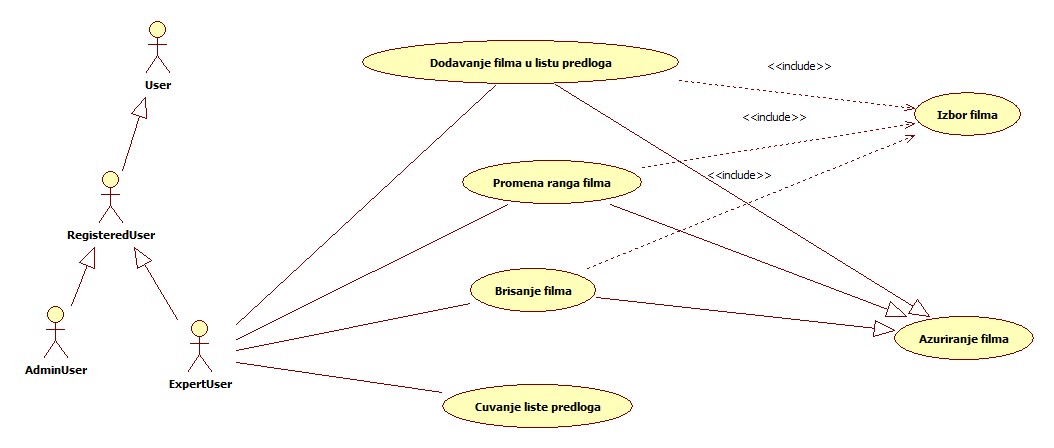 User
Dodavanje filma u listu predloga
<<include>>
Izbor filma
<<include>>
Promena ranga filma
<<include>>
RegisteredUser
Brisanje filma
Azuriranje filma
AdminUser
ExpertUser
Cuvanje liste predloga